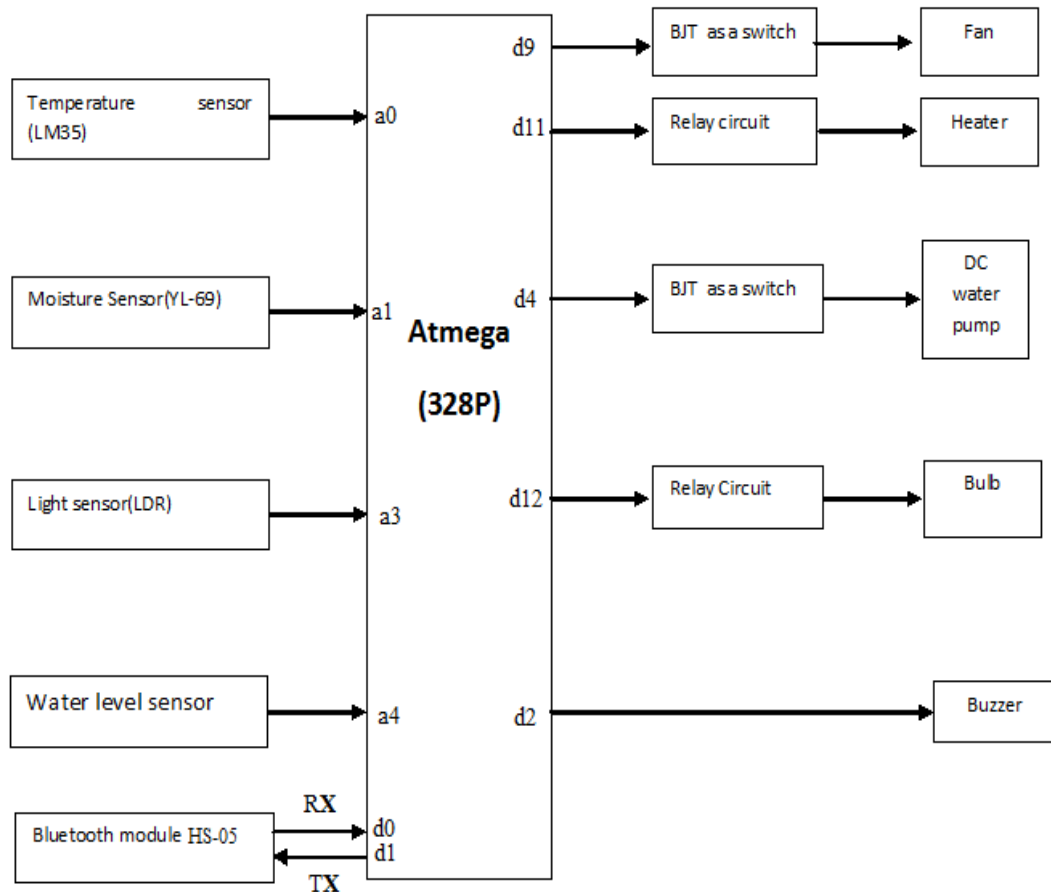 Temperature sensor
(LM35)
Moisture Sensor(YL-69)
Light sensor(LDR)
Water level sensor
Bluetooth module HS-05
RX
TX
a0
a1
a3
a4
d0
d1
Atmega
(328P)
d9
d11
d4
d12
d2
BJT as a switch
Fan
Relay circuit
Heater
BJT as a switch
DC
water
pump
Relay Circuit
Bulb
Buzzer